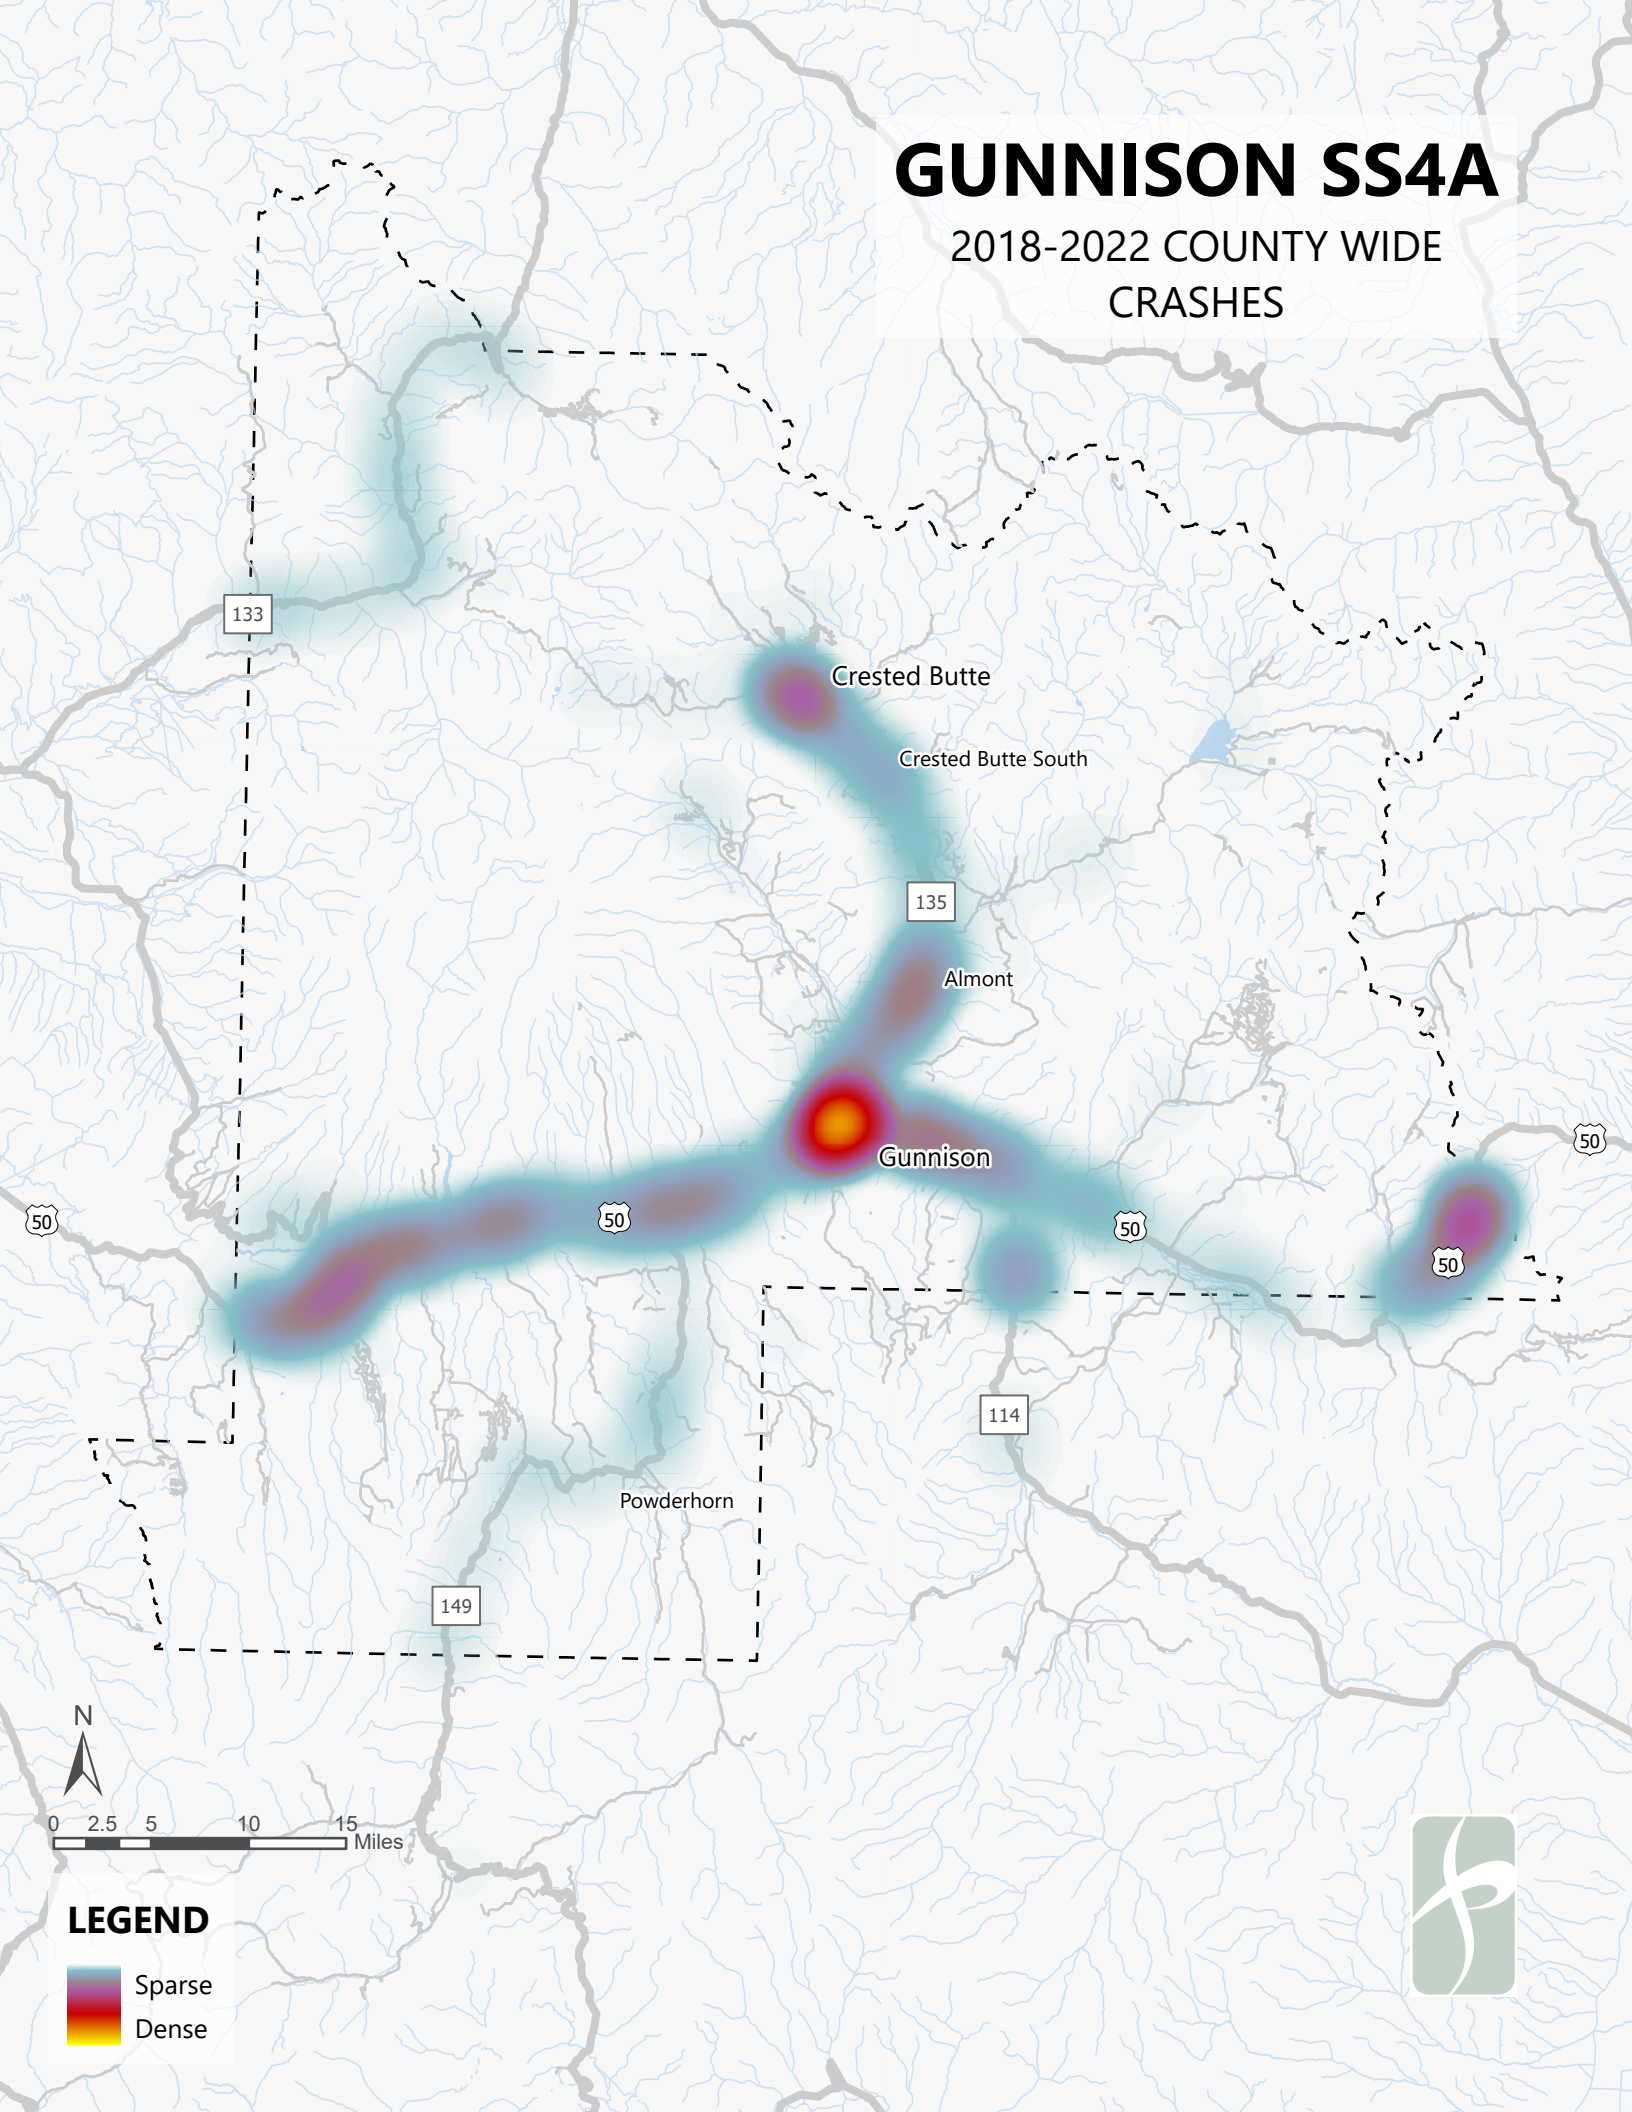 GUNNISON SS4A
2018-2022 COUNTY WIDE
CRASHES
133
Crested Butte
Crested Butte South
135
Almont
50
Gunnison
50
50
50
50
114
Powderhorn
149
N
0 2.5 5 10 15
Miles
LEGEND
Sparse
Dense